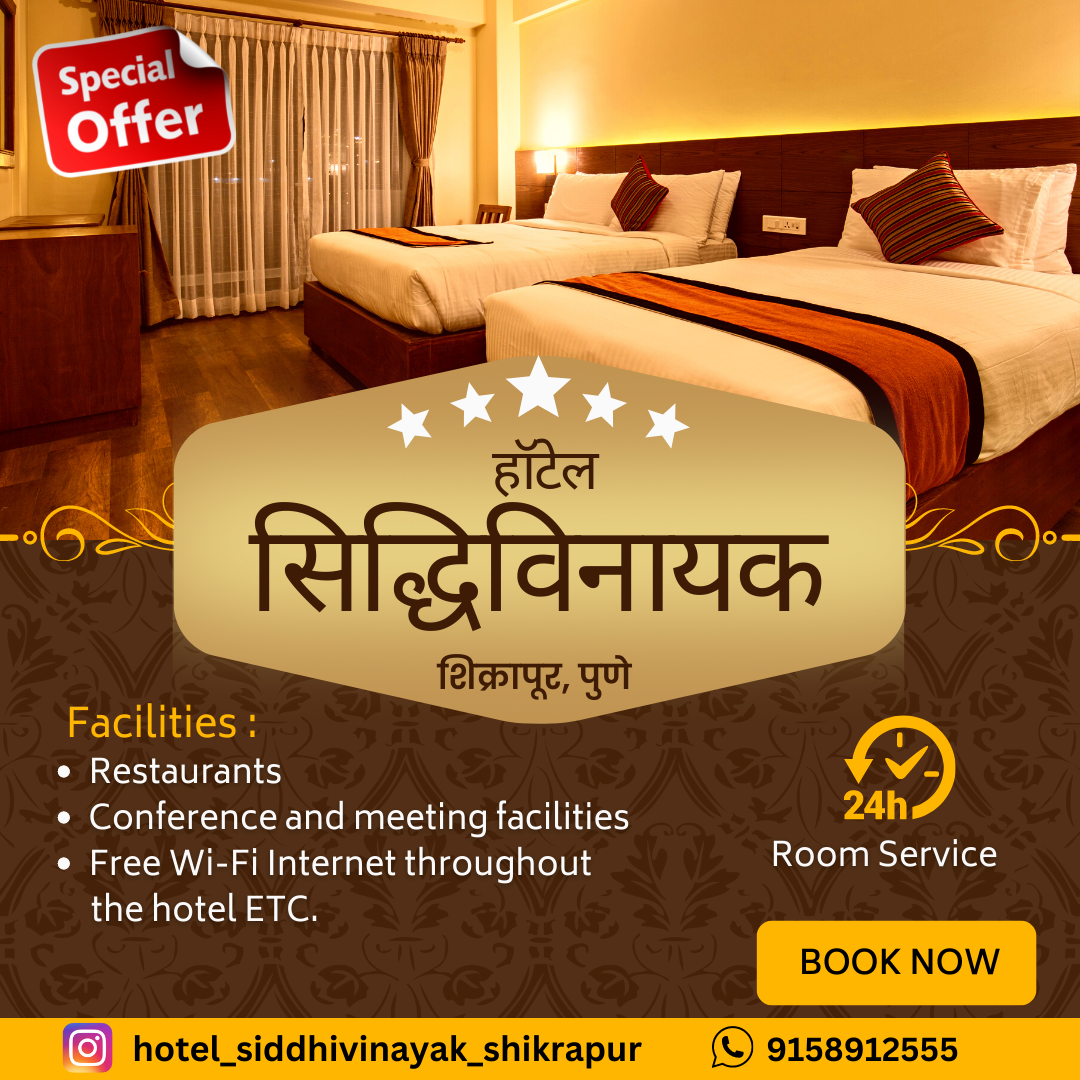 Special
Offer
हॉटेल
सिद्धिविनायक
शिक्रापूर, पुणे
Facilities :
• Restaurants
• Conference and meeting facilities
• Free Wi-Fi Internet throughout
the hotel ETC.
24h
Room Service
BOOK NOW
hotel_siddhivinayak_shikrapur
9158912555